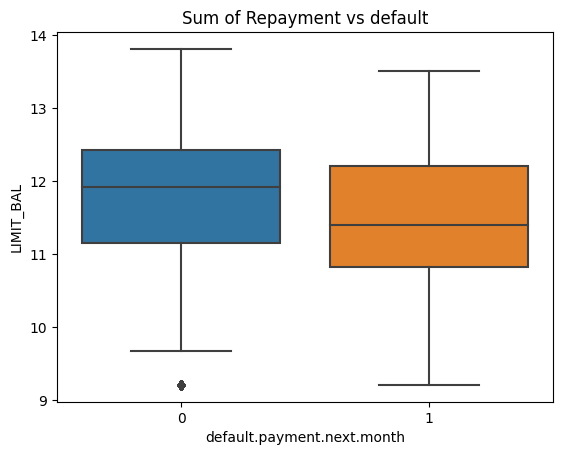 Sum of Repayment vs default
14
13
12
11
10
9
LIMIT_BAL
0
1
default.payment.next.month